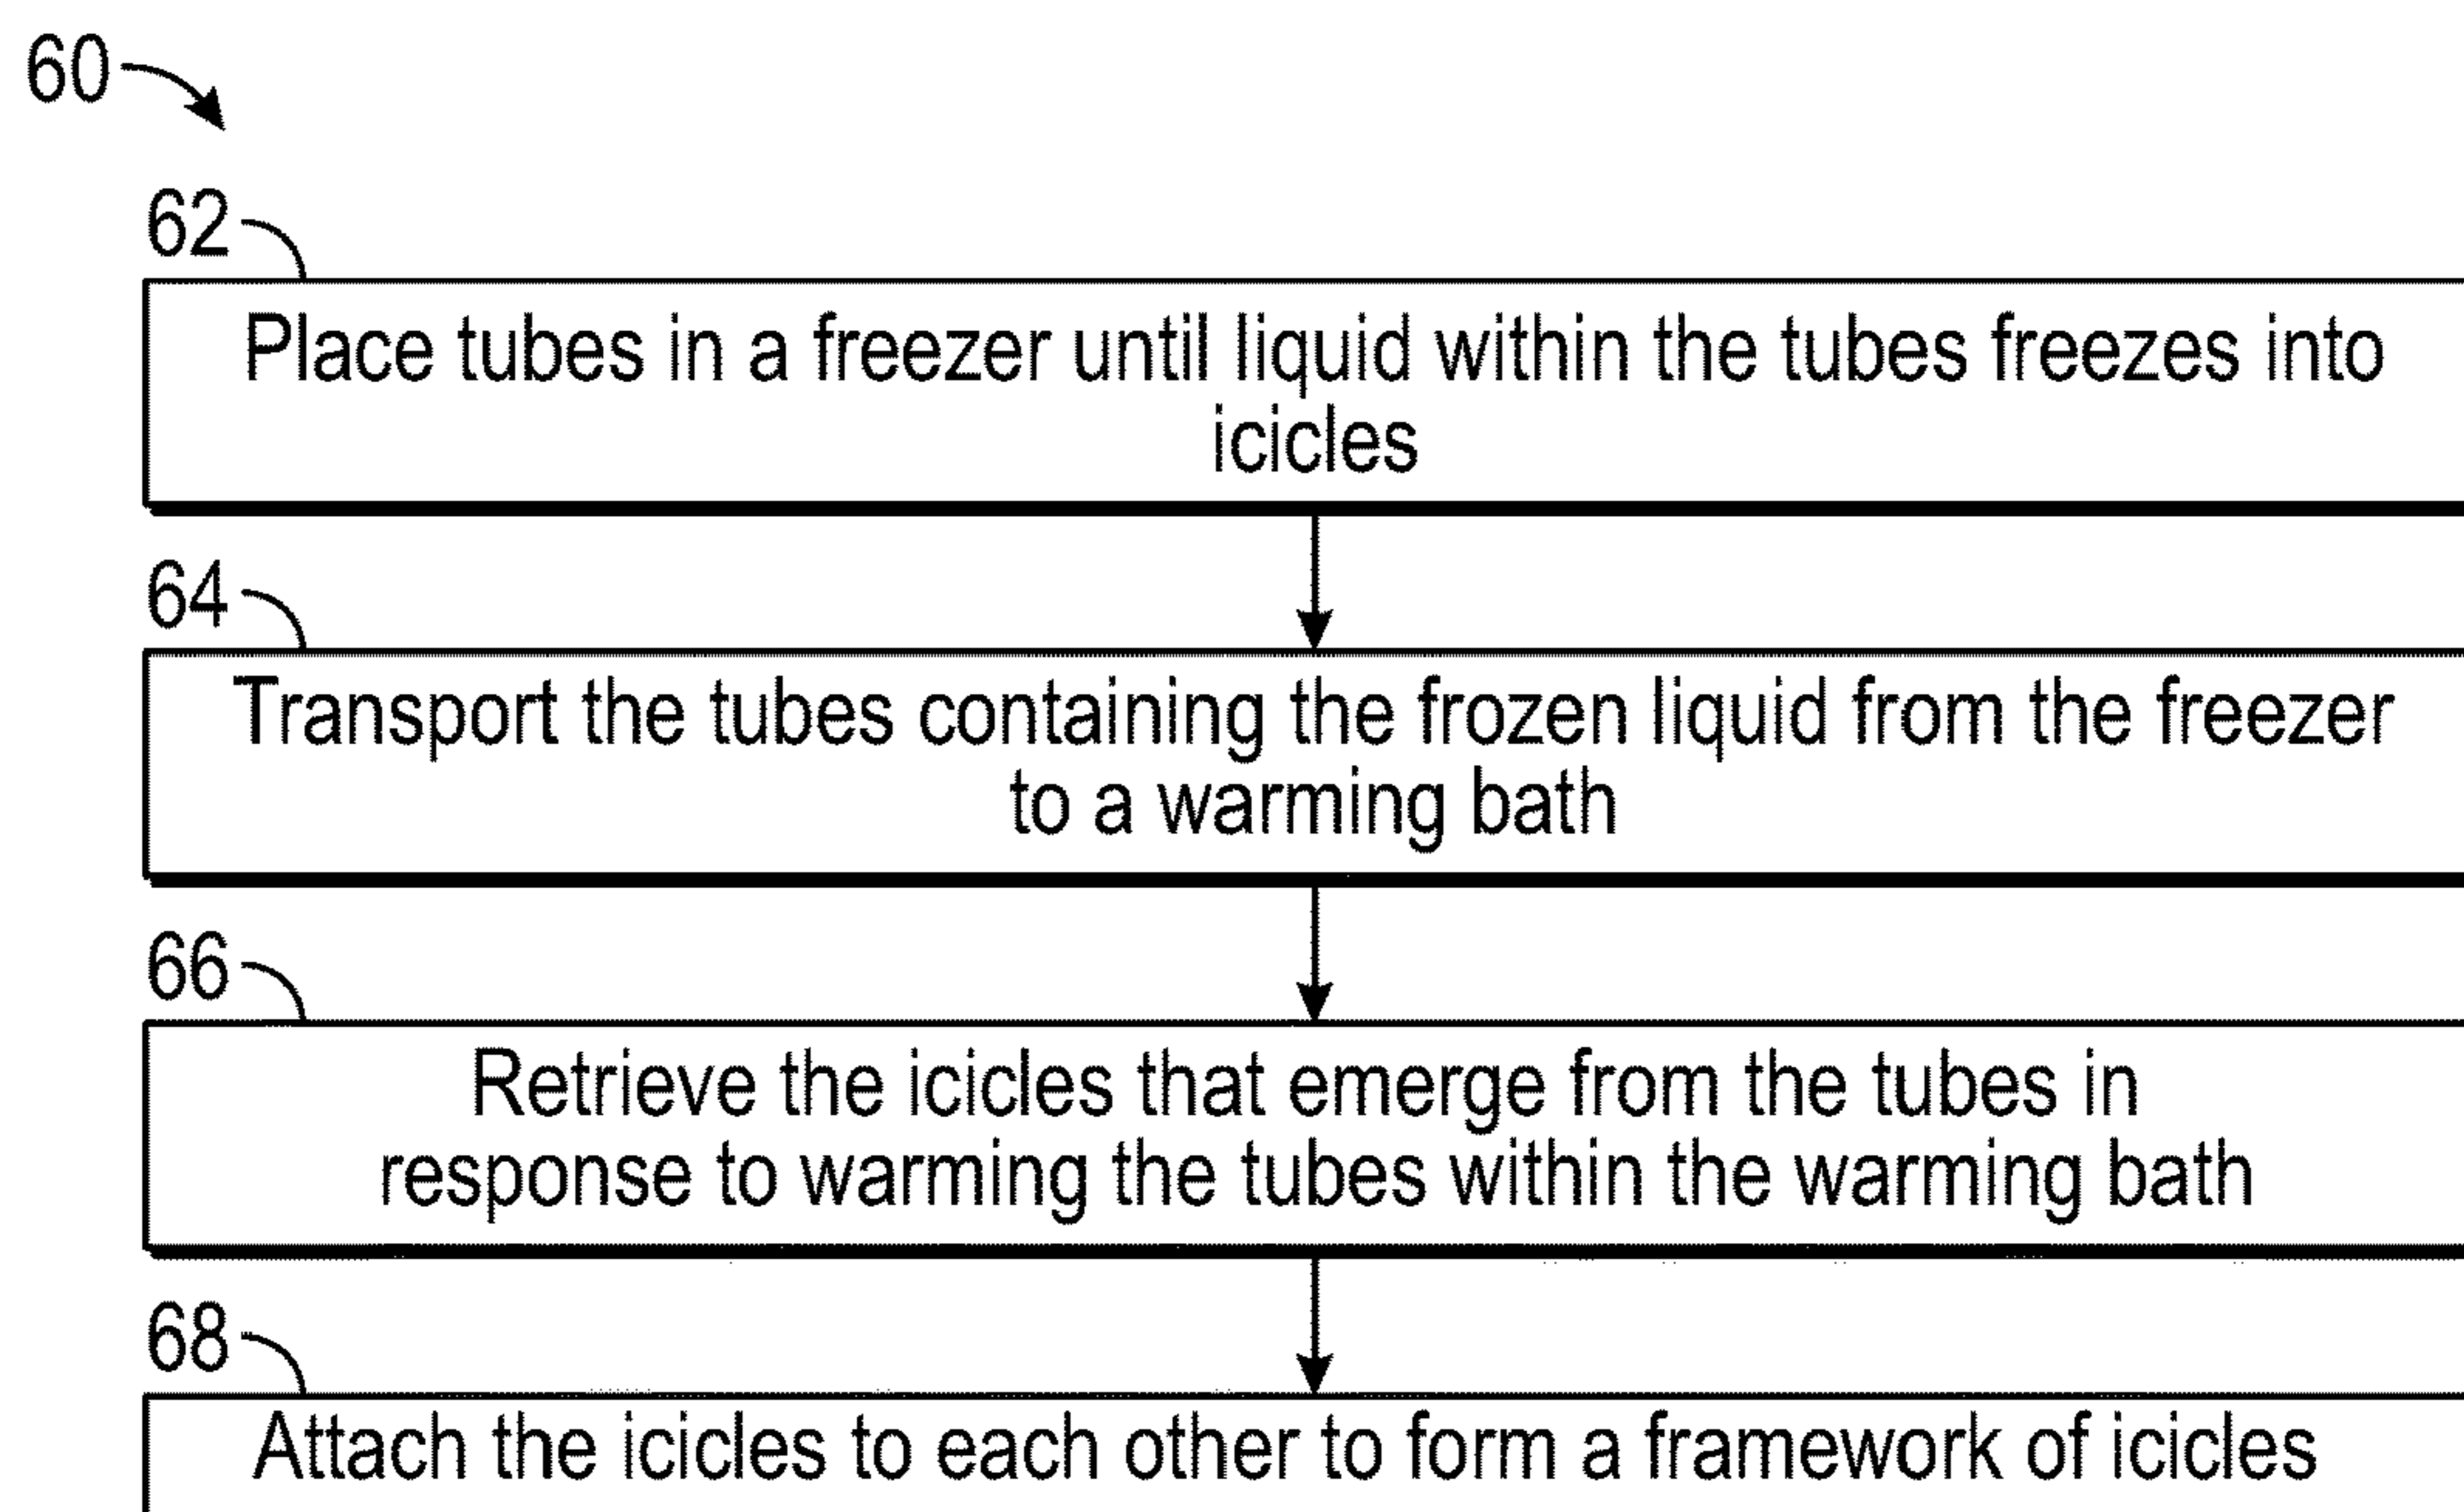 60
62
Place tubes in a freezer until liquid within the tubes freezes into
icicles
64
Transport the tubes containing the frozen liquid from the freezer
to a warming bath
66
Retrieve the icicles that emerge from the tubes in
response to warming the tubes within the warming bath
68
Attach the icicles to each other to form a framework of icicles